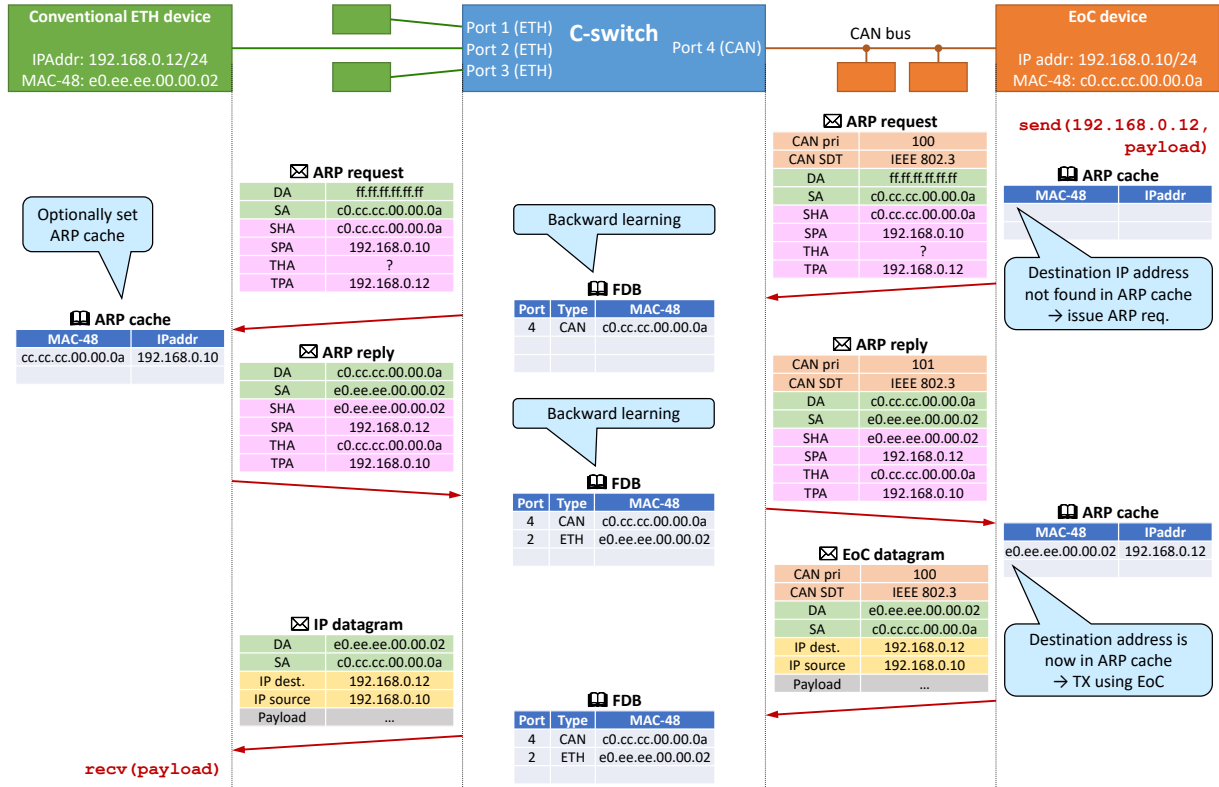 Conventional ETH device
IPAddr: 192.168.0.12/24
MAC-48: e0.ee.ee.00.00.02
Port 1 (ETH)
Port 2 (ETH)
Port 3 (ETH)
C-switch
Port 4 (CAN)
CAN bus
EoC device
IP addr: 192.168.0.10/24
MAC-48: c0.cc.cc.00.00.0a
send(192.168.0.12,
payload)
ARP request
CAN pri 100
CAN SDT IEEE 802.3
DA ff.ff.ff.ff.ff.ff
SA c0.cc.cc.00.00.0a
SHA c0.cc.cc.00.00.0a
SPA 192.168.0.10
THA ?
TPA 192.168.0.12
ARP cache
MAC-48 IPaddr
Destination IP address
not found in ARP cache
→ issue ARP req.
ARP request
DA ff.ff.ff.ff.ff.ff
SA c0.cc.cc.00.00.0a
SHA c0.cc.cc.00.00.0a
SPA 192.168.0.10
THA ?
TPA 192.168.0.12
Backward learning
FDB
Port Type MAC-48
4 CAN c0.cc.cc.00.00.0a
Optionally set
ARP cache
ARP cache
MAC-48 IPaddr
cc.cc.cc.00.00.0a 192.168.0.10
ARP reply
DA c0.cc.cc.00.00.0a
SA e0.ee.ee.00.00.02
SHA e0.ee.ee.00.00.02
SPA 192.168.0.12
THA c0.cc.cc.00.00.0a
TPA 192.168.0.10
Backward learning
FDB
Port Type MAC-48
4 CAN c0.cc.cc.00.00.0a
2 ETH e0.ee.ee.00.00.02
ARP reply
CAN pri 101
CAN SDT IEEE 802.3
DA c0.cc.cc.00.00.0a
SA e0.ee.ee.00.00.02
SHA e0.ee.ee.00.00.02
SPA 192.168.0.12
THA c0.cc.cc.00.00.0a
TPA 192.168.0.10
ARP cache
MAC-48 IPaddr
e0.ee.ee.00.00.02 192.168.0.12
Destination address is
now in ARP cache
→ TX using EoC
EoC datagram
CAN pri 100
CAN SDT IEEE 802.3
DA e0.ee.ee.00.00.02
SA c0.cc.cc.00.00.0a
IP dest. 192.168.0.12
IP source 192.168.0.10
Payload ...
IP datagram
DA e0.ee.ee.00.00.02
SA c0.cc.cc.00.00.0a
IP dest. 192.168.0.12
IP source 192.168.0.10
Payload ...
FDB
Port Type MAC-48
4 CAN c0.cc.cc.00.00.0a
2 ETH e0.ee.ee.00.00.02
recv(payload)